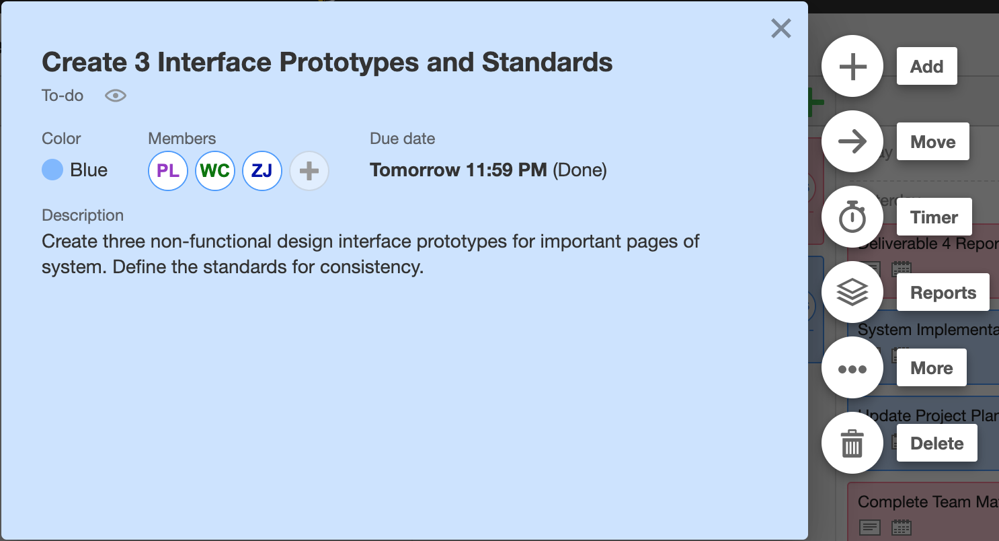 Create 3 Interface Prototypes and Standards
To-do
Color
Members
Due date
Blue
PL
WC
ZJ
Tomorrow 11:59 PM (Done)
Description
Create three non-functional design interface prototypes for important pages of
system. Define the standards for consistency.
Add
Move
Timer
Deliverable 4 Repor
Reports
System Implementa
More
Update Project Plan
Delete
Complete Team Ma